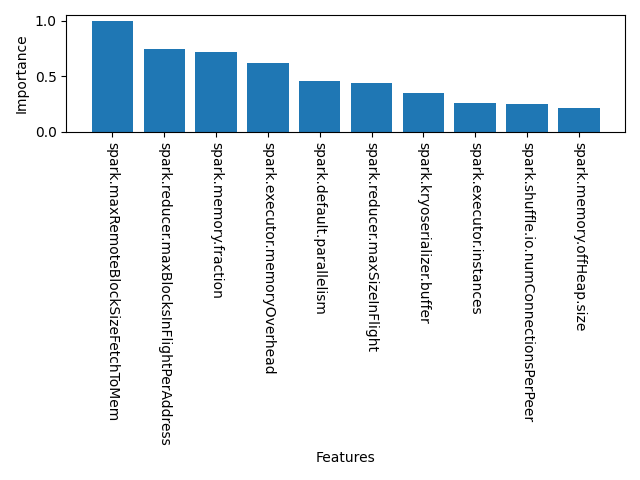 Importance
1.0
0.5
0.0
spark.maxRemoteBlockSizeFetchToMem
spark.reducer.maxBlocksInFlightPerAddress
spark.memory.fraction
spark.executor.memoryOverhead
spark.default.parallelism
spark.reducer.maxSizeInFlight
spark.kryoserializer.buffer
spark.executor.instances
spark.shuffle.io.numConnectionsPerPeer
spark.memory.offHeap.size
Features